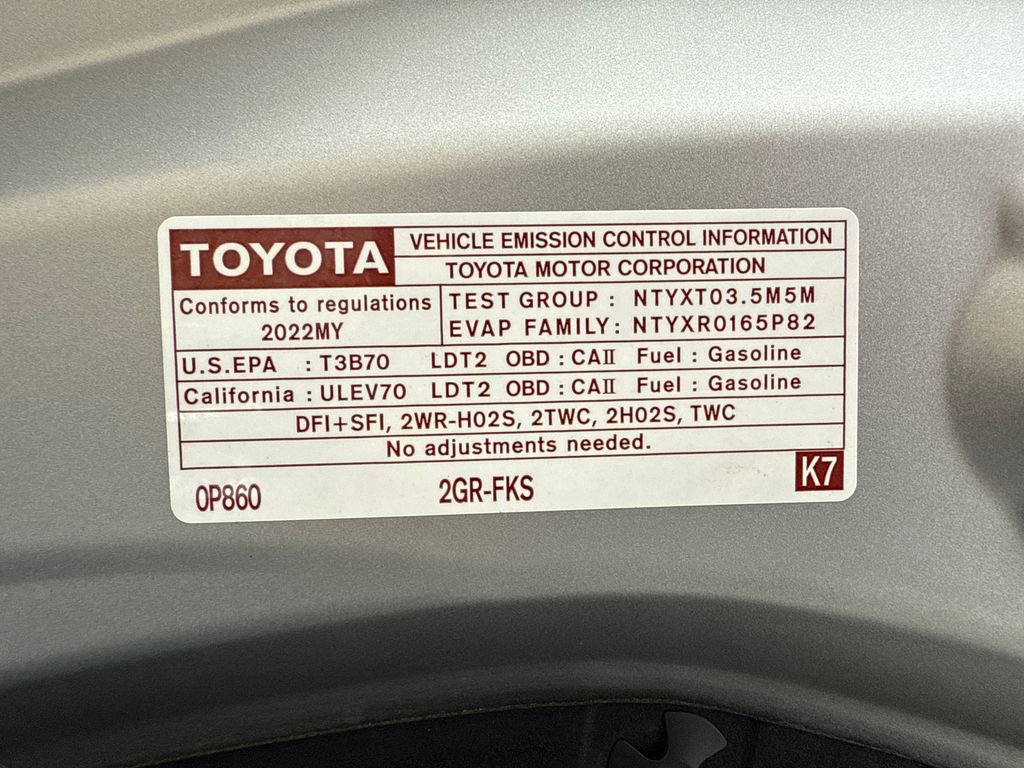 TOYOTA
VEHICLE EMISSION CONTROL INFORMATION
TOYOTA MOTOR CORPORATION
Conforms to regulations
2022MY
TEST GROUP : NTYXT03.5M5M
EVAP FAMILY: NTYXR0165P82
U.S.EPA : T3B70 LDT2 OBD : CAII Fuel : Gasoline
California : ULEV70 LDT2 OBD : CAII Fuel : Gasoline
DFI+SFI, 2WR-HO2S, 2TWC, 2HO2S, TWC
No adjustments needed.
0P860 2GR-FKS K7